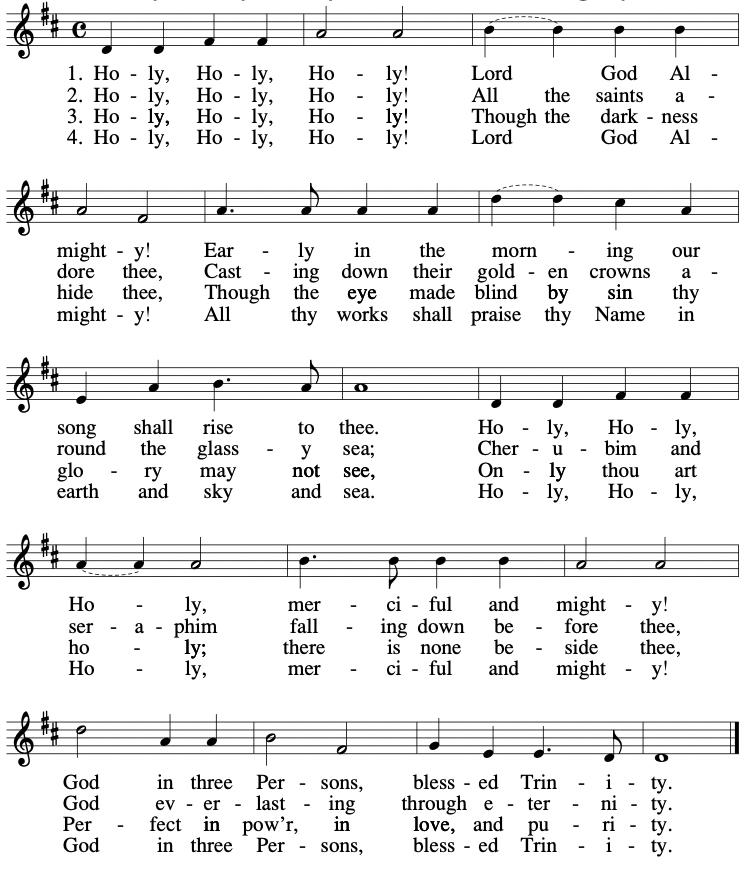 1. Ho - ly, Ho - ly, Ho - ly! Lord God Al -
2. Ho - ly, Ho - ly, Ho - ly! All the saints a -
3. Ho - ly, Ho - ly, Ho - ly! Though the dark - ness
4. Ho - ly, Ho - ly, Ho - ly! Lord God Al -
might - y! Ear - ly in the morn - ing our
dore thee, Cast - ing down their gold - en crowns a -
hide thee, Though the eye made blind by sin thy
might - y! All thy works shall praise thy Name in
song shall rise to thee. Ho - ly, Ho - ly,
round the glass - y sea; Cher - u - bim and
glo - ry may not see, On - ly thou art
earth and sky and sea. Ho - ly, Ho - ly,
Ho - ly, mer - ci - ful and might - y!
ser - a - phim fall - ing down be - fore thee,
ho - ly; there is none be - side thee,
Ho - ly, mer - ci - ful and might - y!
God in three Per - sons, bless - ed Trin - i - ty.
God ev - er - last - ing through e - ter - ni - ty.
Per - fect in pow'r, in love, and pu - ri - ty.
God in three Per - sons, bless - ed Trin - i - ty.